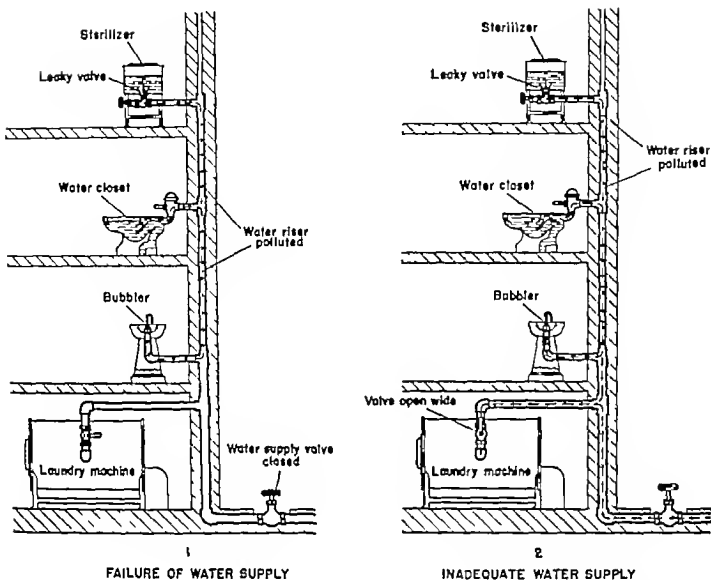 Sterilizer
Leaky valve
Water closet
Water riser
polluted
Bubbler
Laundry machine
Water supply valve
closed
1
FAILURE OF WATER SUPPLY
Sterilizer
Leaky valve
Water riser
polluted
Water closet
Bubbler
Valve open wide
Laundry machine
2
INADEQUATE WATER SUPPLY